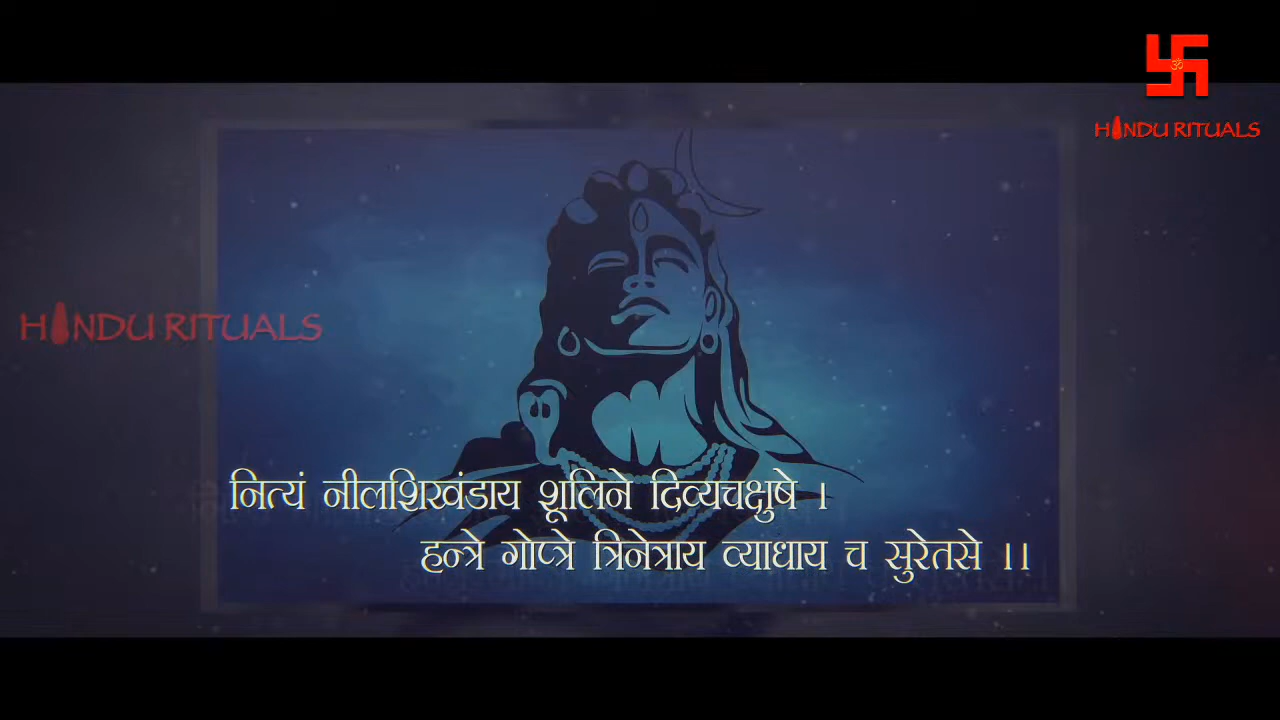 ॐ
HINDU RITUALS
HINDU RITUALS
नित्यं नीलशिखंडाय शूलिने दिव्यचक्षुषे ।
हन्त्रे गोप्त्रे त्रिनेत्राय व्याधाय च सुरेतसे ।।